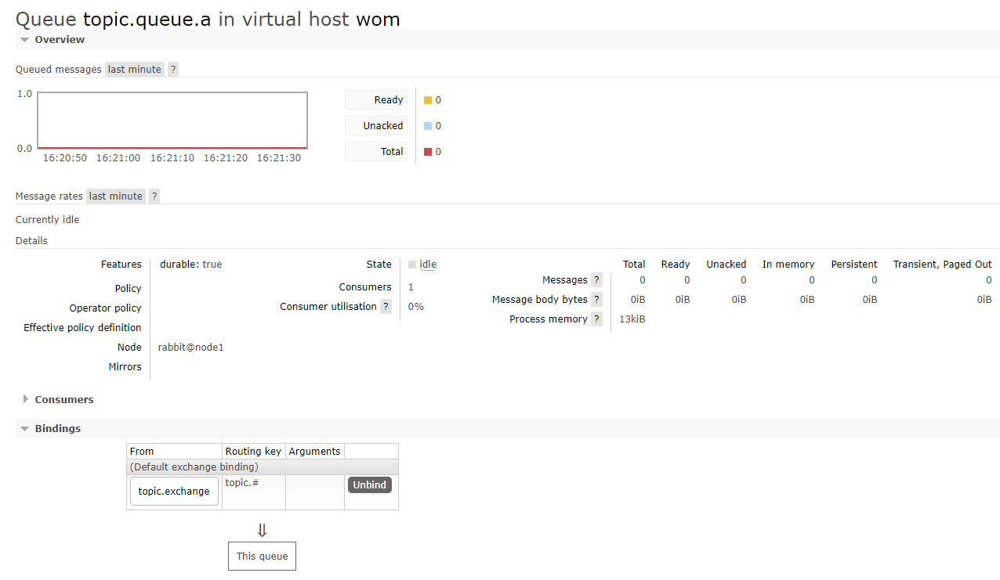 Queue topic.queue.a in virtual host wom
Overview
Queued messages last minute ?
1.0
0.0
16:20:50 16:21:00 16:21:10 16:21:20 16:21:30
Ready 0
Unacked 0
Total 0
Message rates last minute ?
Currently idle
Details
Features durable: true
Policy
Operator policy
Effective policy definition
Node rabbit@node1
Mirrors
State idle
Consumers 1
Consumer utilisation ? 0%
Total Ready Unacked In memory Persistent Transient, Paged Out
Messages ? 0 0 0 0 0 0
Message body bytes ? 0iB 0iB 0iB 0iB 0iB 0iB
Process memory ? 13kiB
Consumers
Bindings
From Routing key Arguments
(Default exchange binding)
topic.exchange topic.# Unbind
⇓
This queue